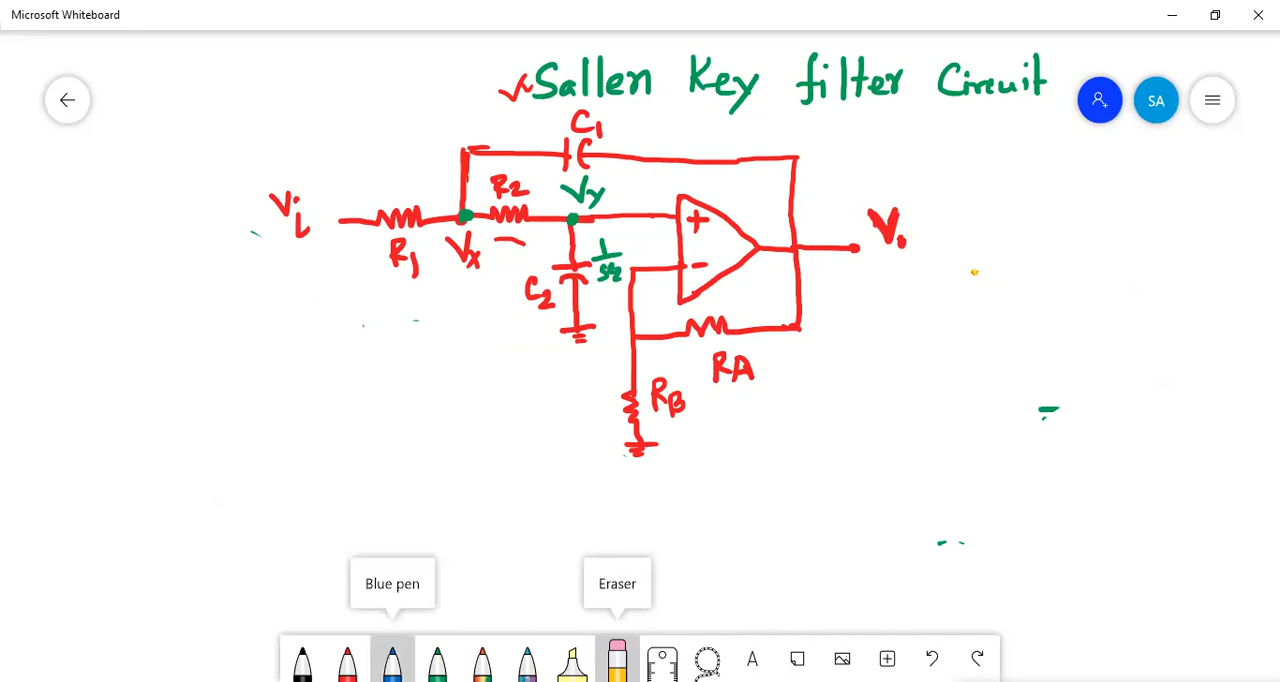 Microsoft Whiteboard
Sallen Key filter Circuit
SA
C1
R2
Vy
Vi
R1
Vx
1/SC2
C2
V.
RA
RB
Blue pen
Eraser
A